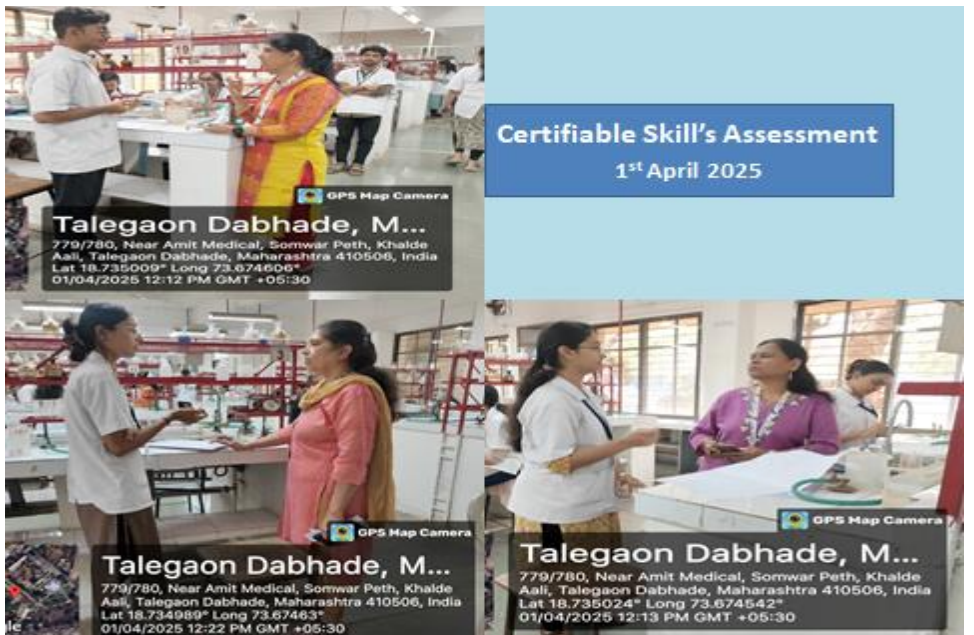 GPS Map Camera
Talegaon Dabhade, M...
779/780, Near Amit Medical, Somwar Peth, Khalde
Aali, Talegaon Dabhade, Maharashtra 410506, India
Lat 18.735009° Long 73.674606°
01/04/2025 12:12 PM GMT +05:30
Certifiable Skill's Assessment
1st April 2025
GPS Map Camera
Talegaon Dabhade, M...
779/780, Near Amit Medical, Somwar Peth, Khalde
Aali, Talegaon Dabhade, Maharashtra 410506, India
Lat 18.734989° Long 73.67463°
01/04/2025 12:22 PM GMT +05:30
GPS Map Camera
Talegaon Dabhade, M...
779/780, Near Amit Medical, Somwar Peth, Khalde
Aali, Talegaon Dabhade, Maharashtra 410506, India
Lat 18.735024° Long 73.674542°
01/04/2025 12:13 PM GMT +05:30